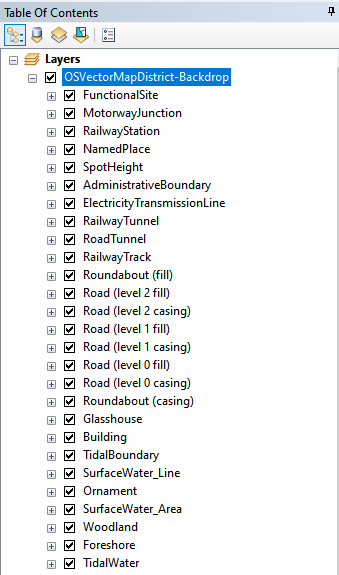 Table Of Contents
Layers
OSVectorMapDistrict-Backdrop
FunctionalSite
MotorwayJunction
RailwayStation
NamedPlace
SpotHeight
AdministrativeBoundary
ElectricityTransmissionLine
RailwayTunnel
RoadTunnel
RailwayTrack
Roundabout (fill)
Road (level 2 fill)
Road (level 2 casing)
Road (level 1 fill)
Road (level 1 casing)
Road (level 0 fill)
Road (level 0 casing)
Roundabout (casing)
Glasshouse
Building
TidalBoundary
SurfaceWater_Line
Ornament
SurfaceWater_Area
Woodland
Foreshore
TidalWater